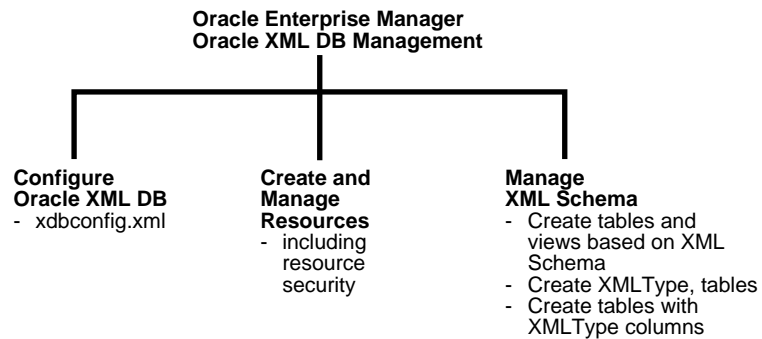 Oracle Enterprise Manager
Oracle XML DB Management
Configure
Oracle XML DB
- xdbconfig.xml
Create and
Manage
Resources
- including
resource
security
Manage
XML Schema
- Create tables and
views based on XML
Schema
- Create XMLType, tables
- Create tables with
XMLType columns